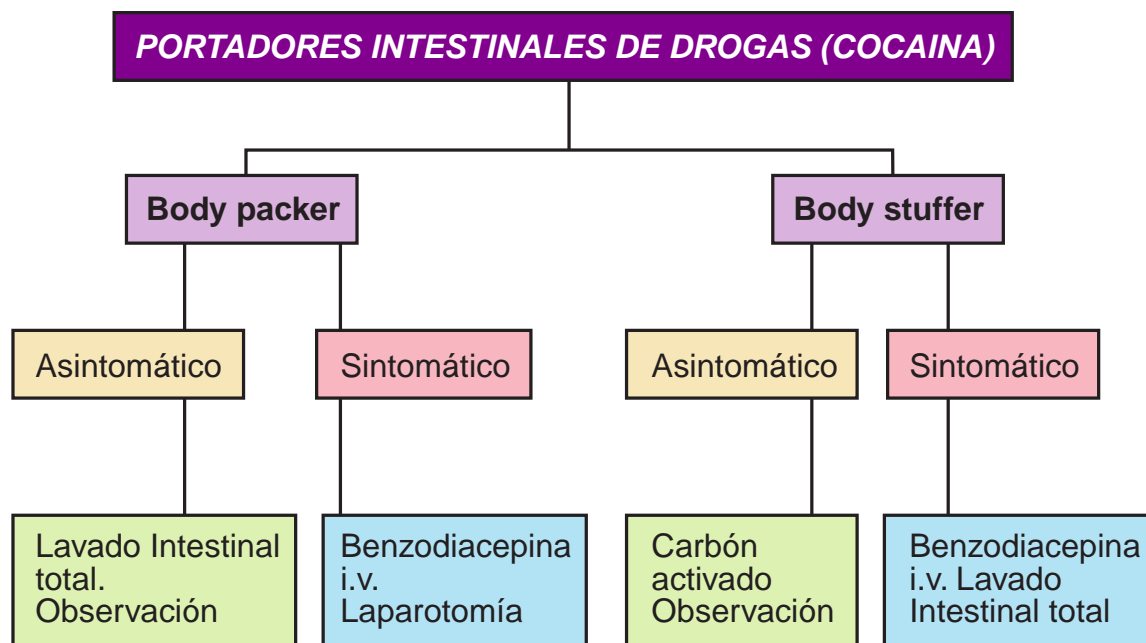 PORTADORES INTESTINALES DE DROGAS (COCAINA)
Body packer
Body stuffer
Asintomático
Sintomático
Asintomático
Sintomático
Lavado Intestinal
total.
Observación
Benzodiacepina
i.v.
Laparotomía
Carbón
activado
Observación
Benzodiacepina
i.v. Lavado
Intestinal total